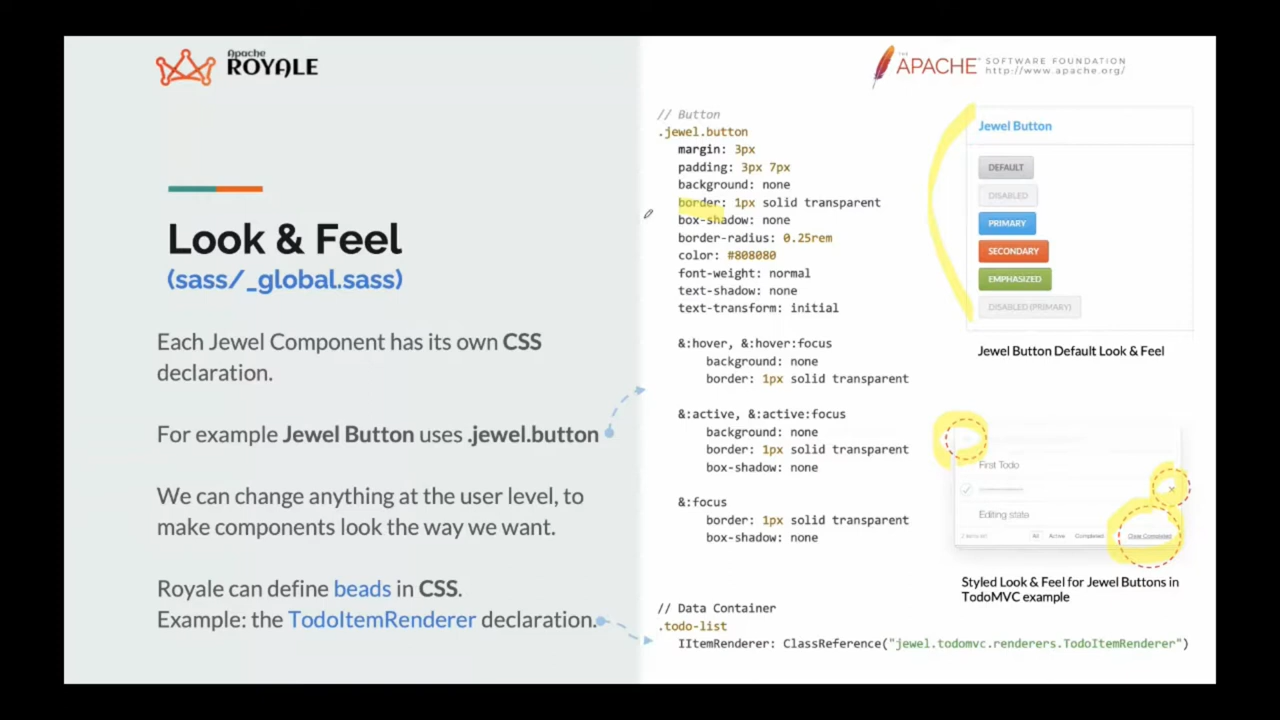 Apache
ROYALE
THE
APACHE
SOFTWARE FOUNDATION
http://www.apache.org/
Look & Feel
(sass/_global.sass)
Each Jewel Component has its own CSS
declaration.
For example Jewel Button uses .jewel.button
We can change anything at the user level, to
make components look the way we want.
Royale can define beads in CSS.
Example: the TodoItemRenderer declaration.
// Button
.jewel.button
margin: 3px
padding: 3px 7px
background: none
border: 1px solid transparent
box-shadow: none
border-radius: 0.25rem
color: #808080
font-weight: normal
text-shadow: none
text-transform: initial
&:hover, &:hover:focus
background: none
border: 1px solid transparent
&:active, &:active:focus
background: none
border: 1px solid transparent
box-shadow: none
&:focus
border: 1px solid transparent
box-shadow: none
// Data Container
.todo-list
IItemRenderer: ClassReference("jewel.todomvc.renderers.TodoItemRenderer")
Jewel Button
DEFAULT
DISABLED
PRIMARY
SECONDARY
EMPHASIZED
DISABLED (PRIMARY)
Jewel Button Default Look & Feel
First Todo
Editing state
2 items left All Active Completed Clear Completed
Styled Look & Feel for Jewel Buttons in
TodoMVC example